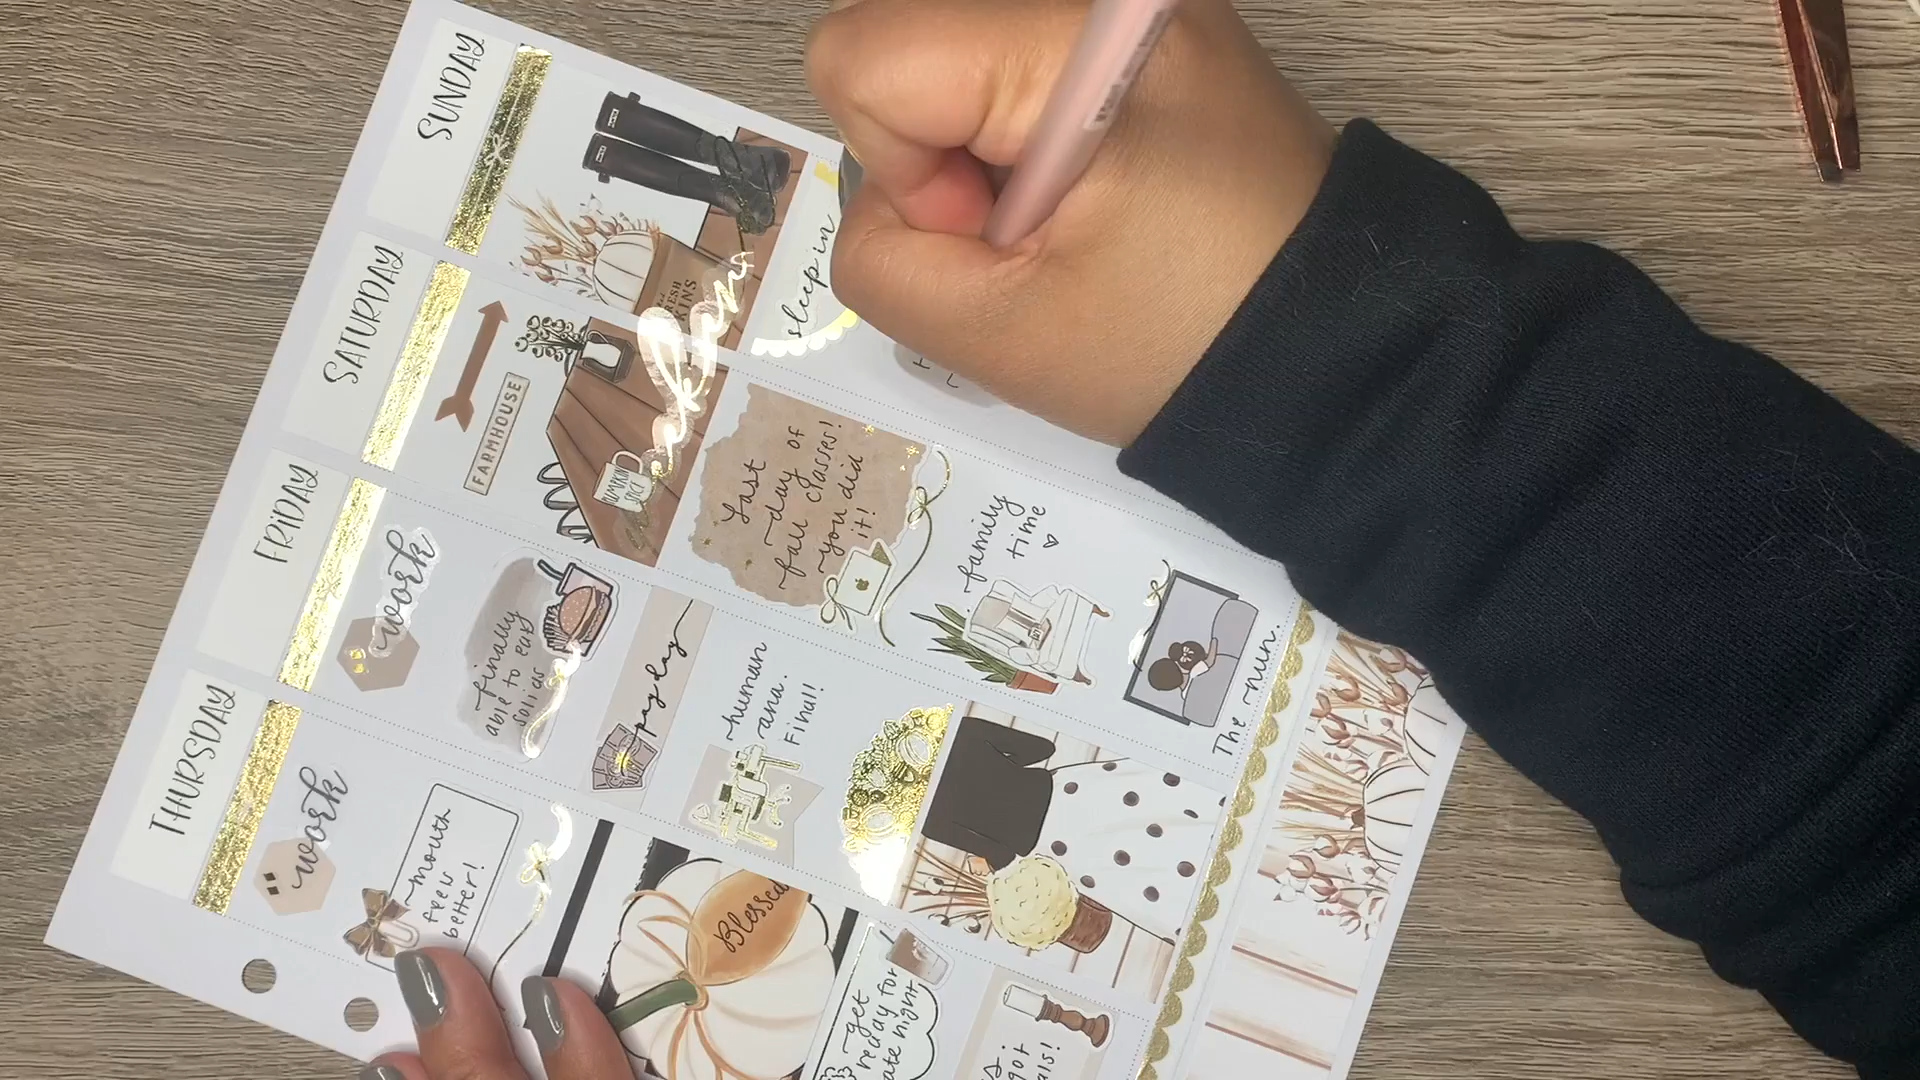 THURSDAY
work
mouth
feels
better!
Blessed
get
ready for
date night
FRIDAY
work
finally
able to eat
solids
payday
human
ana.
Final!
SATURDAY
FARMHOUSE
Last
day of
fall classes!
you did
it!
family
time
The nun.
SUNDAY
FRESH
sleep in